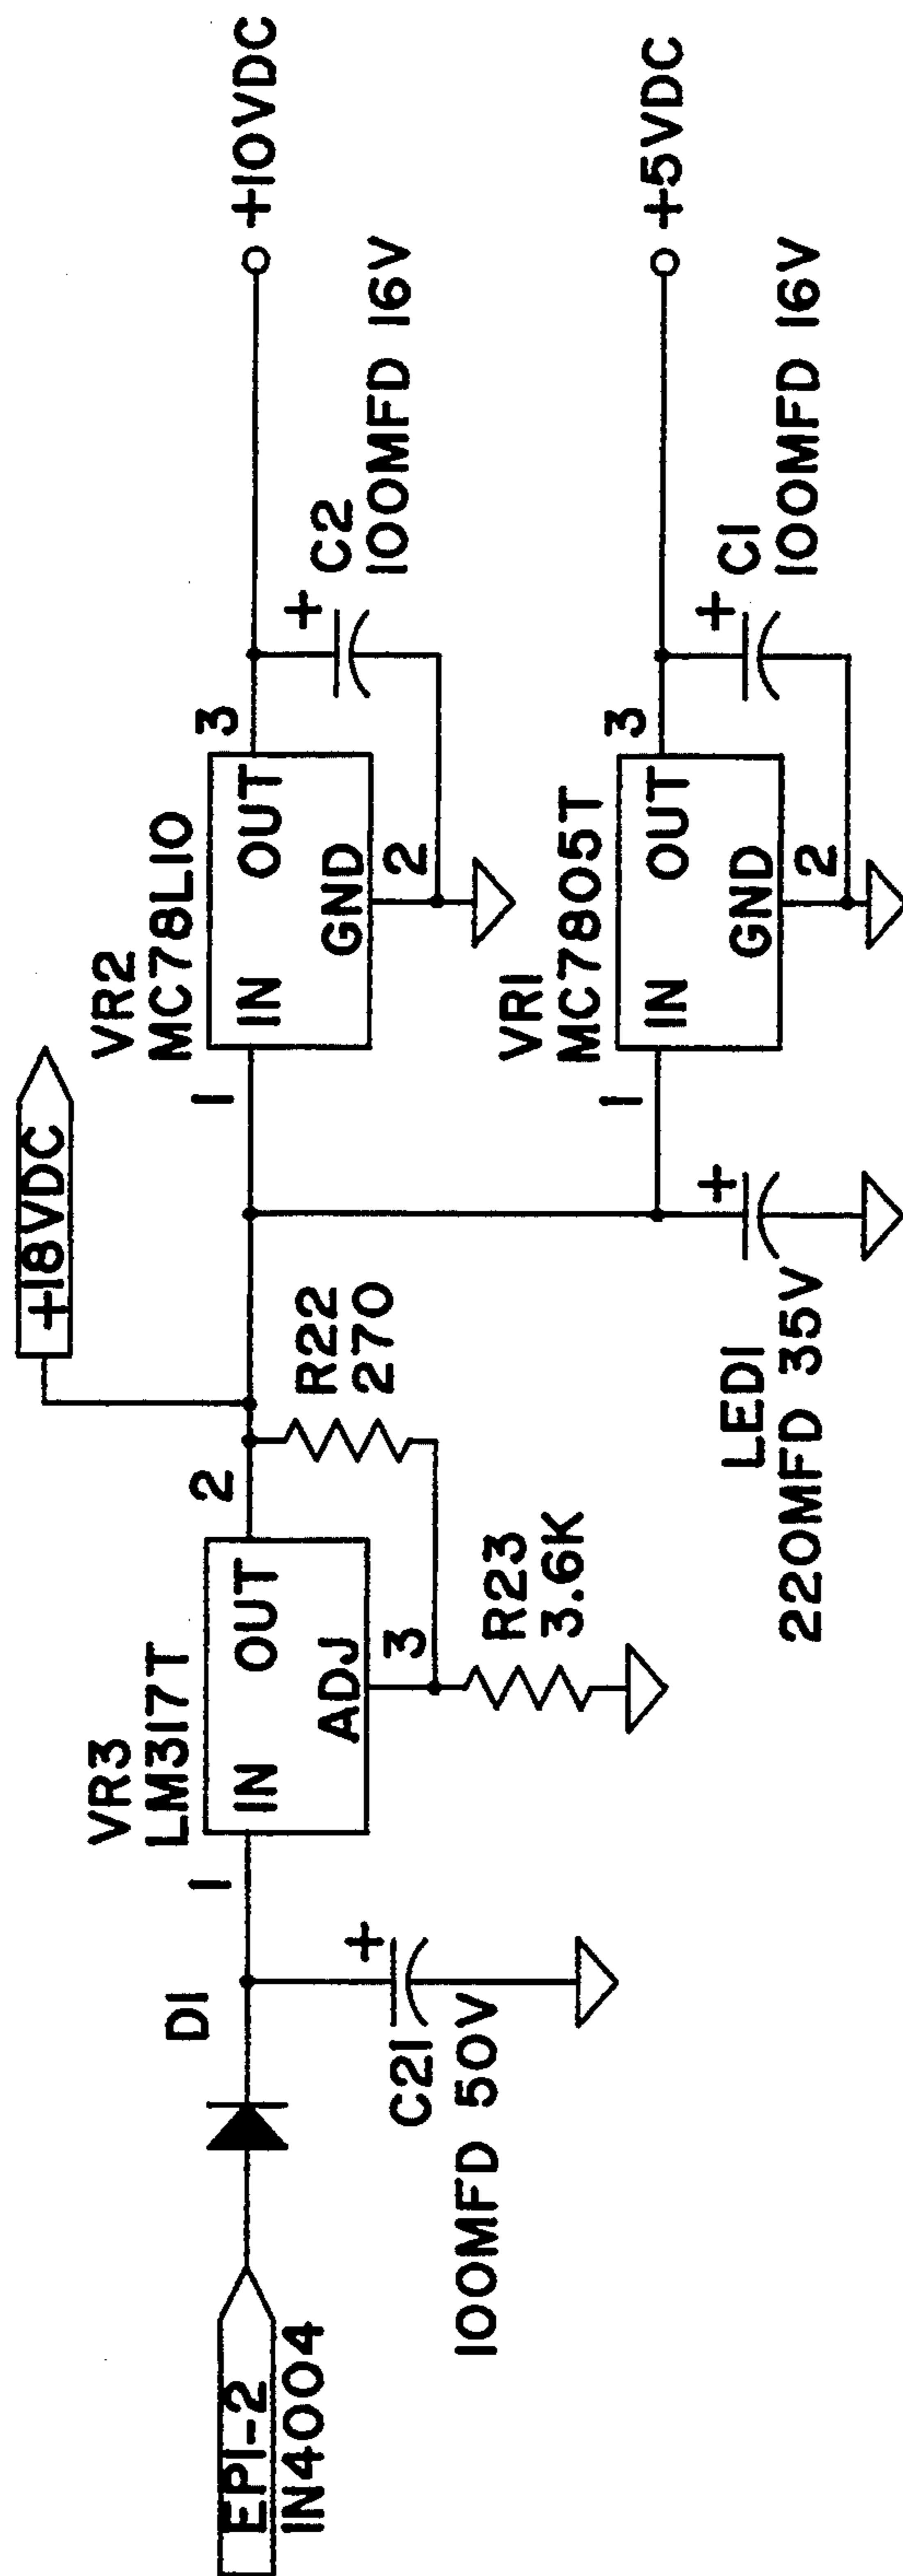 +18VDC
VR3
LM317T
IN
OUT
ADJ
1
2
3
VR2
MC78L10
IN
OUT
GND
1
2
3
+10VDC
C2
100MFD 16V
R22
270
R23
3.6K
D1
EP1-2
1N4004
C21
100MFD 50V
+
+
VR1
MC7805T
IN
OUT
GND
1
2
3
+5VDC
+
C1
100MFD 16V
+
LED1
220MFD 35V